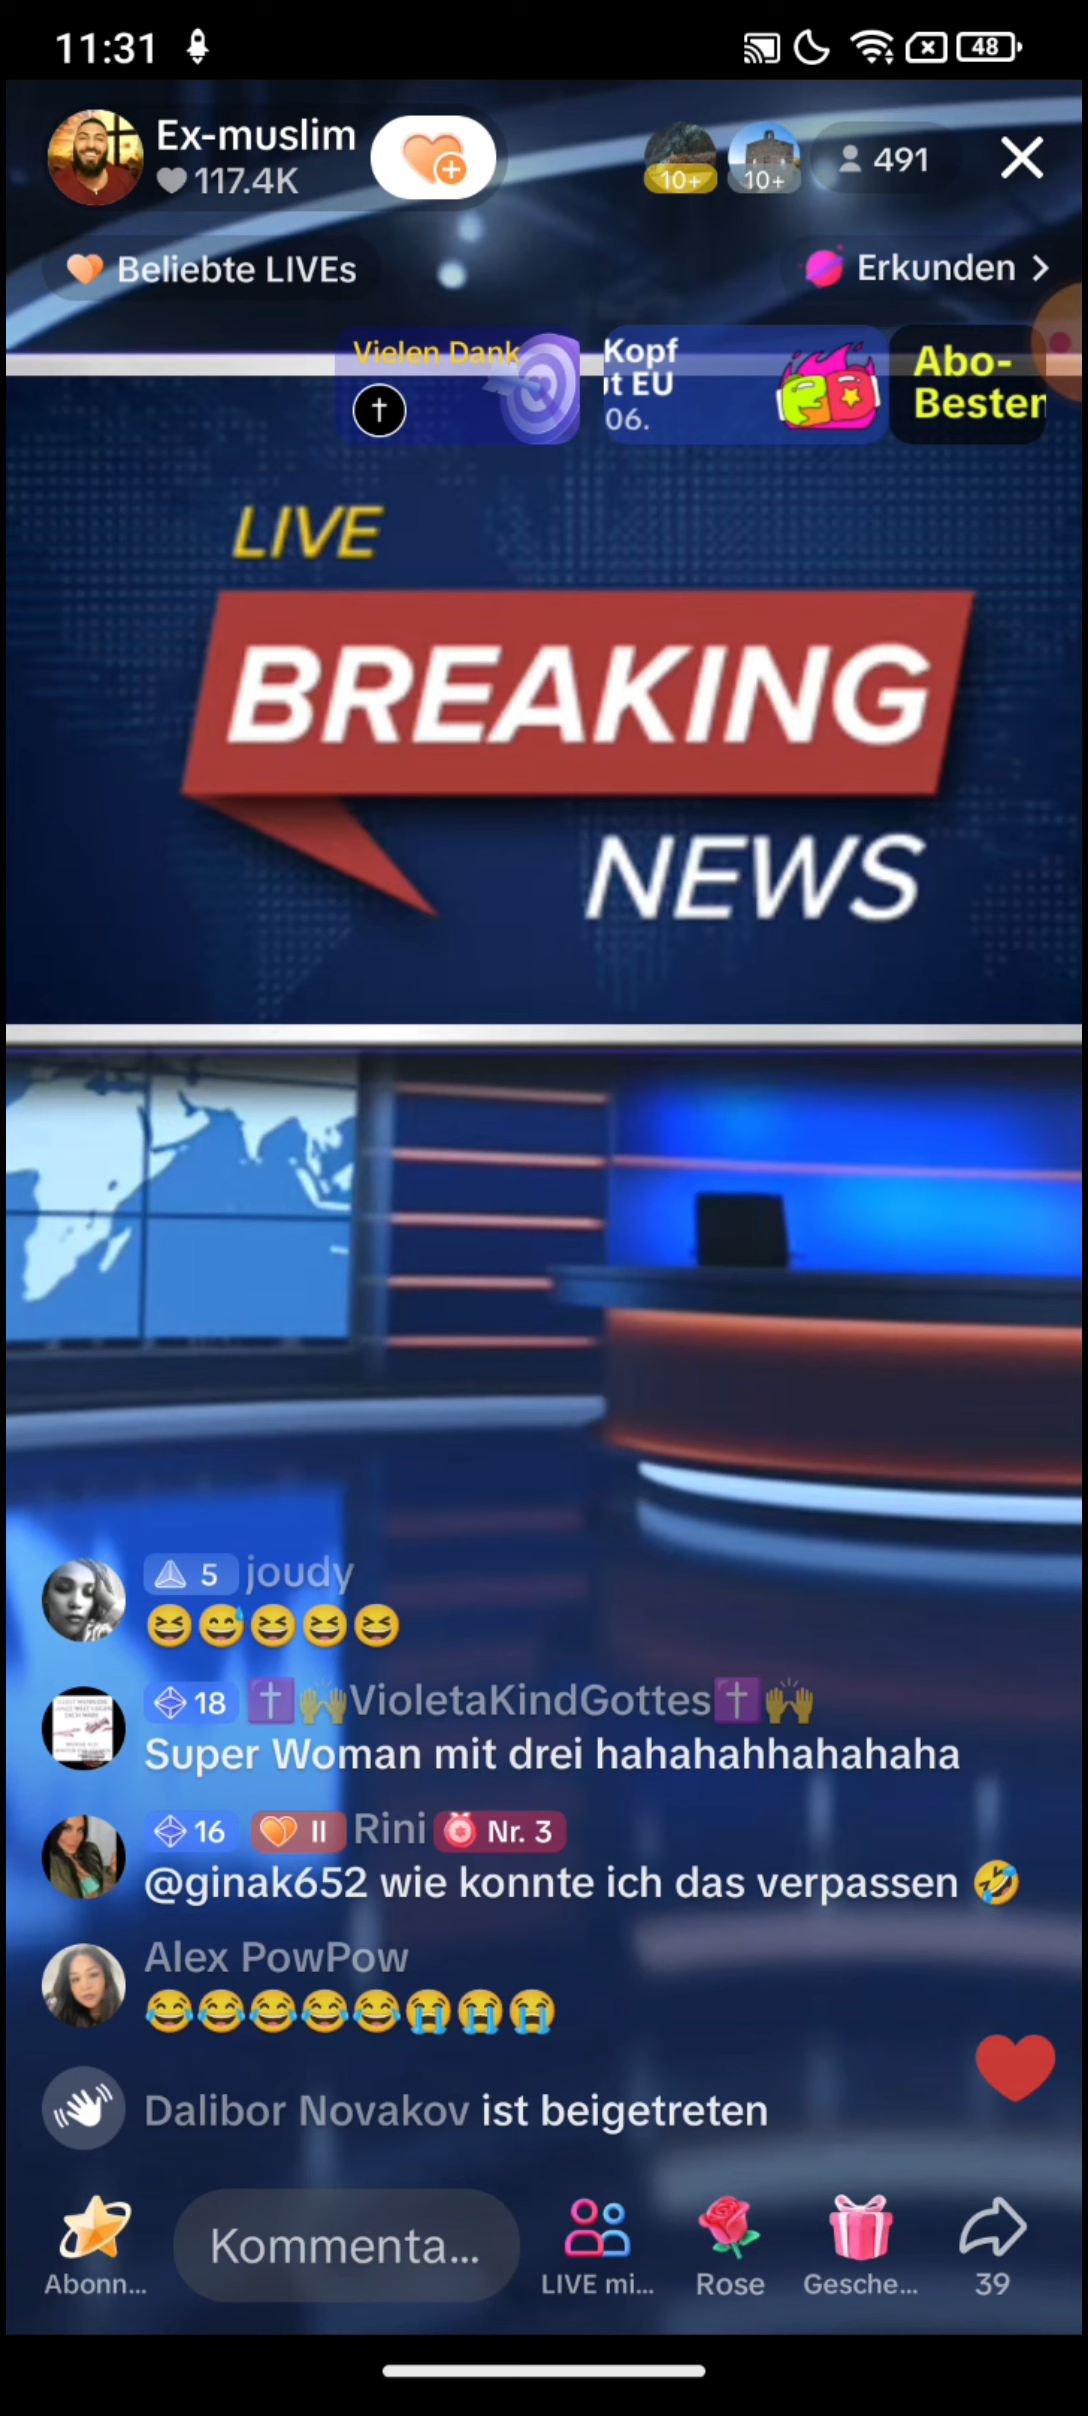 11:31
48
Ex-muslim
117.4K
10+
10+
491
Beliebte LIVEs
Erkunden >
Vielen Dank
Kopf
t EU
06.
Abo-
Bester
LIVE
BREAKING
NEWS
5 joudy
😆😅😆😆😆
18 ✝️🙌VioletaKindGottes✝️🙌
Super Woman mit drei hahahahhahahaha
16 II Rini Nr. 3
@ginak652 wie konnte ich das verpassen 🤣
Alex PowPow
😂😂😂😂😂😭😭😭
Dalibor Novakov ist beigetreten
Kommenta...
Abonn...
LIVE mi...
Rose
Gesche...
39